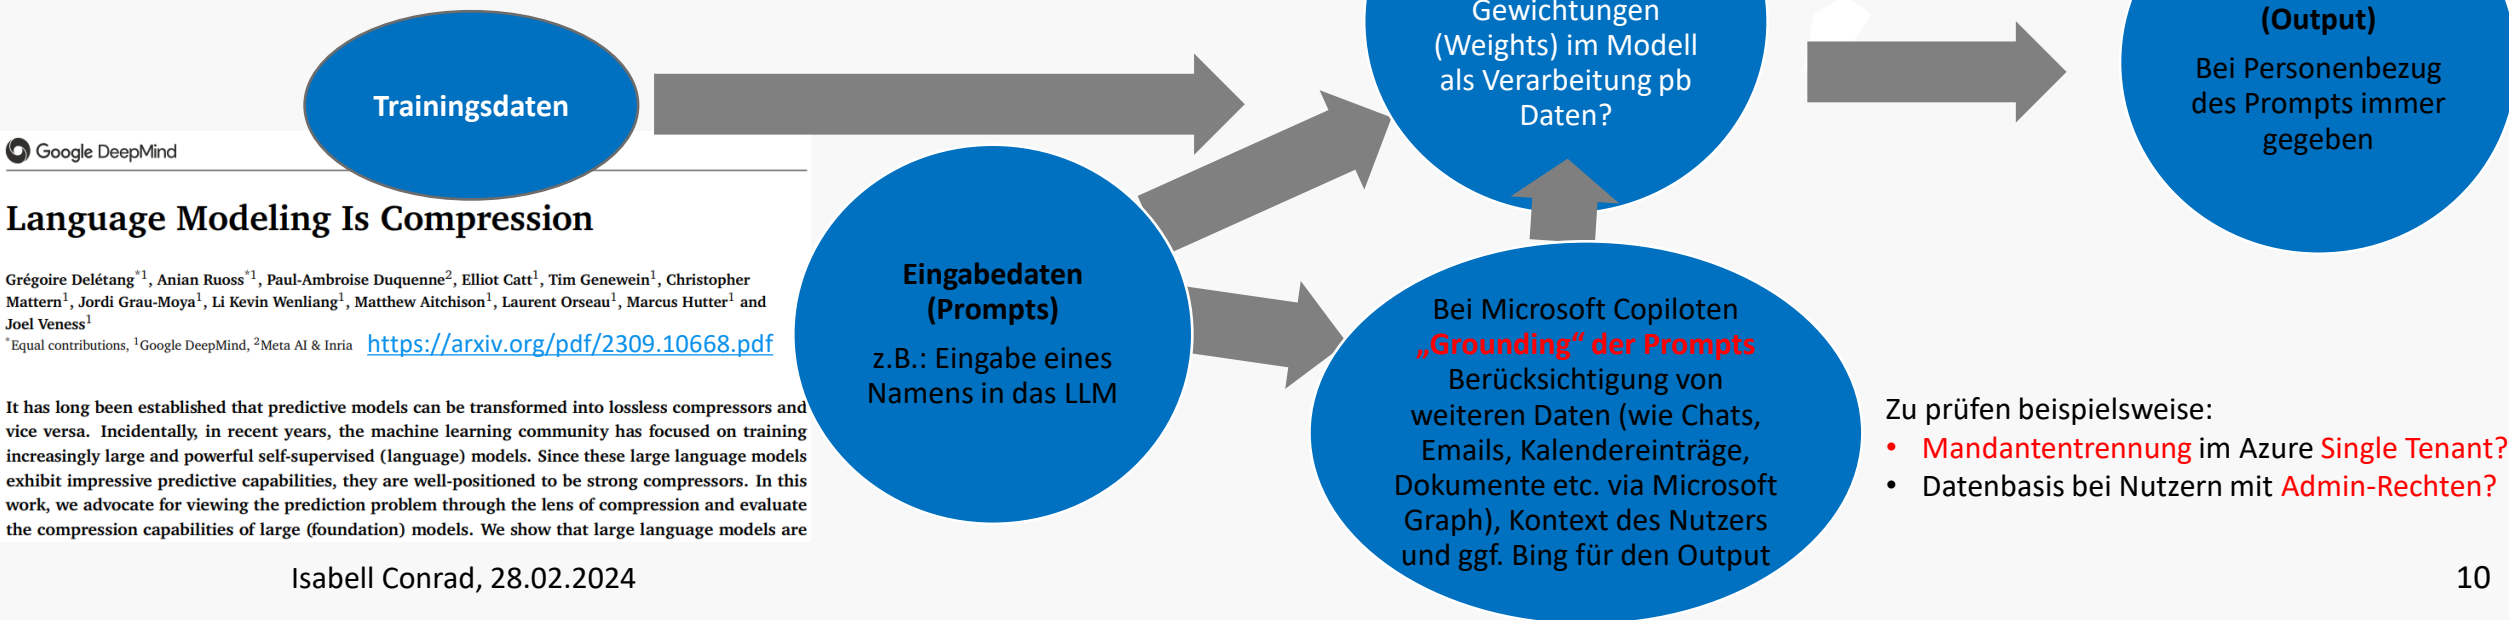 Gewichtungen
(Weights) im Modell
als Verarbeitung pb
Daten?
(Output)
Bei Personenbezug
des Prompts immer
gegeben
Trainingsdaten
Google DeepMind
Language Modeling Is Compression
Grégoire Delétang*1, Anian Ruoss*1, Paul-Ambroise Duquenne2, Elliot Catt1, Tim Genewein1, Christopher
Mattern1, Jordi Grau-Moya1, Li Kevin Wenliang1, Matthew Aitchison1, Laurent Orseau1, Marcus Hutter1 and
Joel Veness1
*Equal contributions, 1Google DeepMind, 2Meta AI & Inria https://arxiv.org/pdf/2309.10668.pdf
It has long been established that predictive models can be transformed into lossless compressors and
vice versa. Incidentally, in recent years, the machine learning community has focused on training
increasingly large and powerful self-supervised (language) models. Since these large language models
exhibit impressive predictive capabilities, they are well-positioned to be strong compressors. In this
work, we advocate for viewing the prediction problem through the lens of compression and evaluate
the compression capabilities of large (foundation) models. We show that large language models are
Eingabedaten
(Prompts)
z.B.: Eingabe eines
Namens in das LLM
Bei Microsoft Copiloten
„Grounding“ der Prompts
Berücksichtigung von
weiteren Daten (wie Chats,
Emails, Kalendereinträge,
Dokumente etc. via Microsoft
Graph), Kontext des Nutzers
und ggf. Bing für den Output
Zu prüfen beispielsweise:
• Mandantentrennung im Azure Single Tenant?
• Datenbasis bei Nutzern mit Admin-Rechten?
Isabell Conrad, 28.02.2024
10